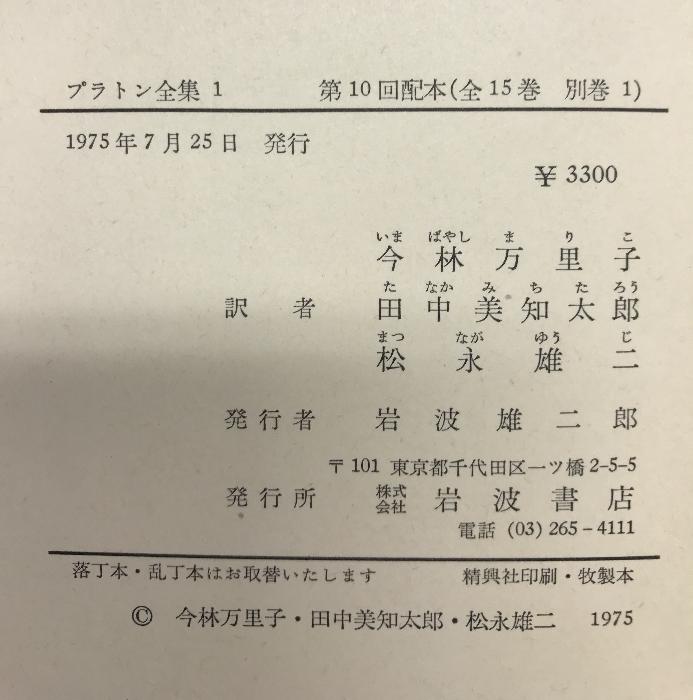 プラトン全集 1　　第10回配本(全15巻　別巻 1)
1975年7月25日　発行
¥ 3300
いま ばやし ま り こ
今林万里子
た なか み ち た ろう
訳者　田中美知太郎
まつ なが ゆう じ
松永雄二
発行者　岩波雄二郎
〒101 東京都千代田区一ツ橋2-5-5
発行所　株式会社　岩波書店
電話 (03) 265-4111
落丁本・乱丁本はお取替いたします　　精興社印刷・牧製本
© 今林万里子・田中美知太郎・松永雄二　1975